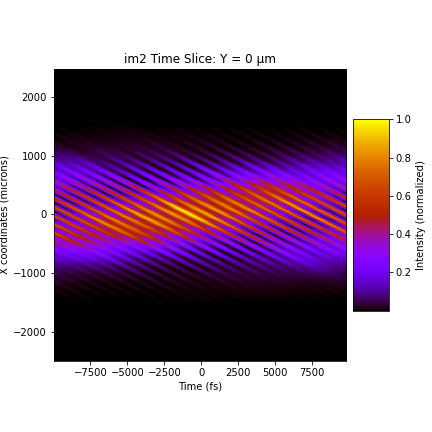 im2 Time Slice: Y = 0 μm
2000
1000
0
−1000
−2000
X coordinates (microns)
−7500 −5000 −2500 0 2500 5000 7500
Time (fs)
1.0
0.8
0.6
0.4
0.2
Intensity (normalized)